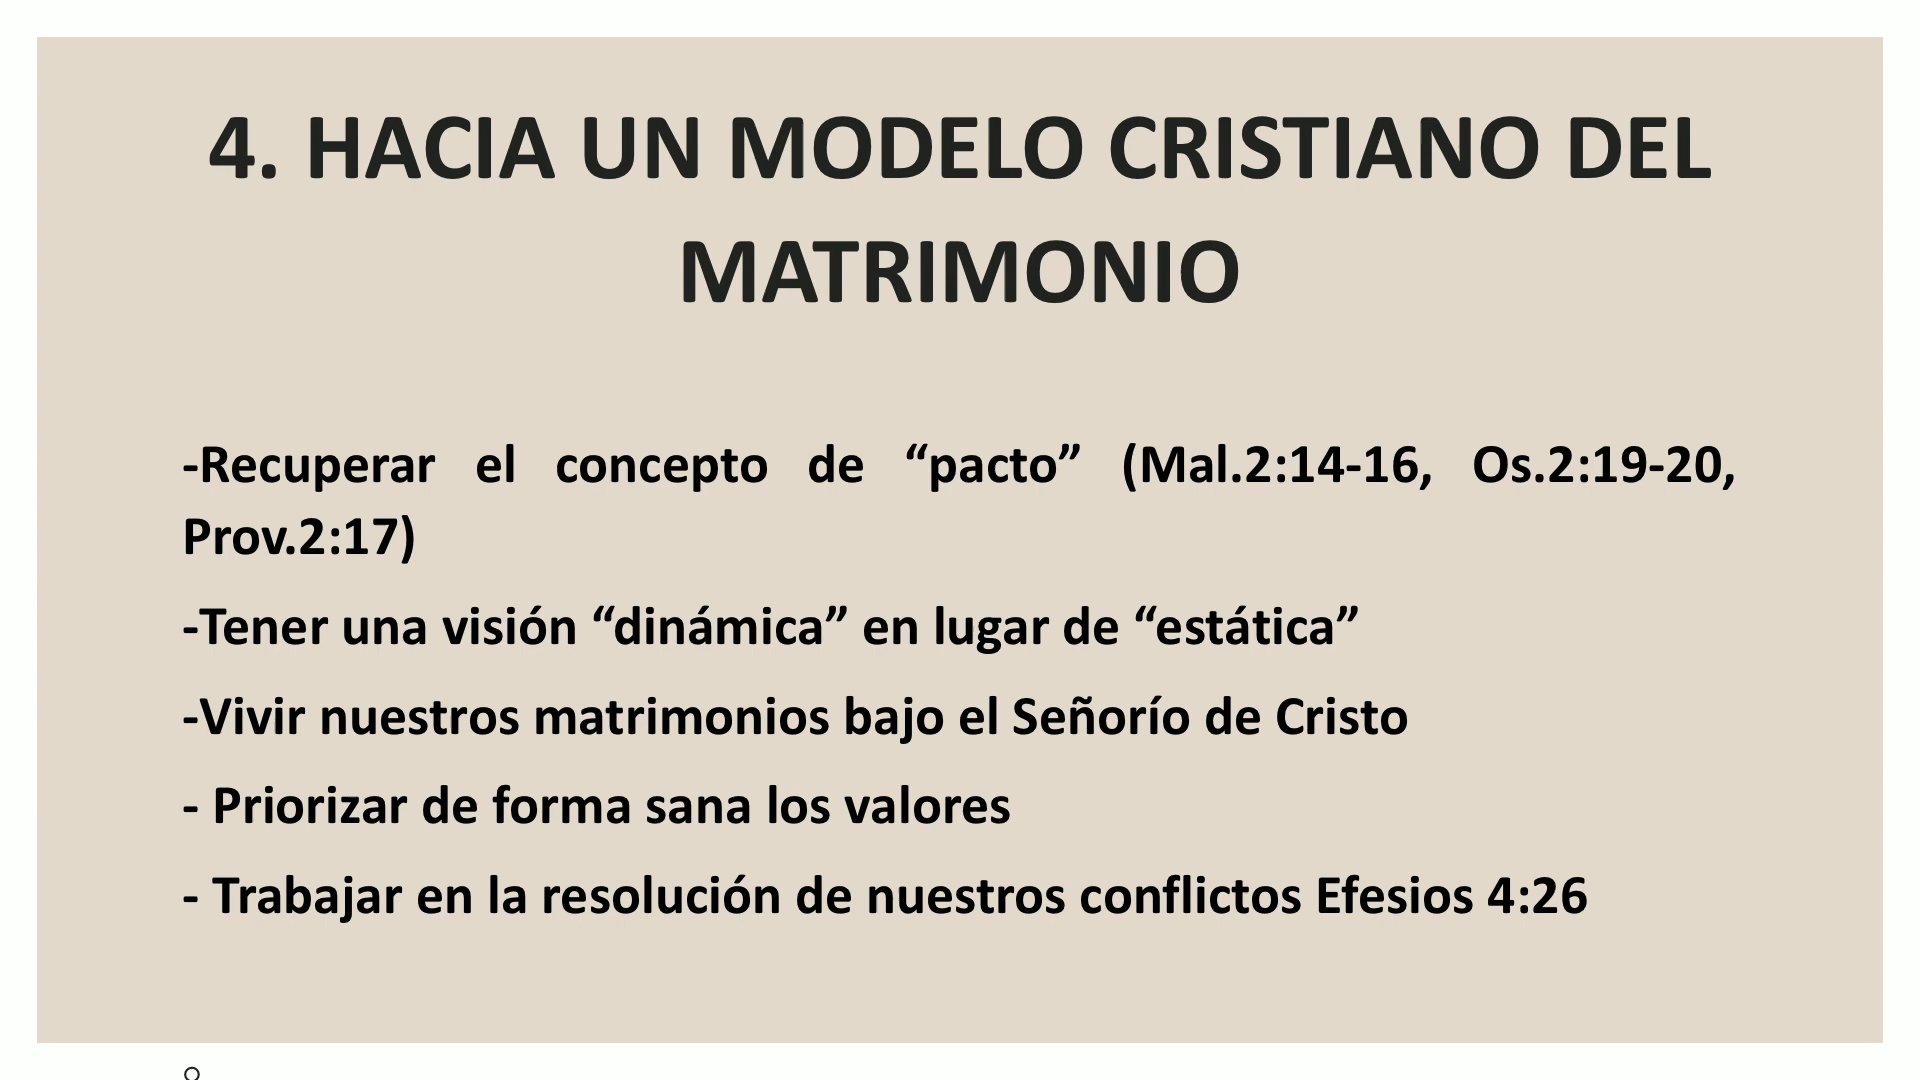 4. HACIA UN MODELO CRISTIANO DEL
MATRIMONIO
-Recuperar el concepto de “pacto” (Mal.2:14-16, Os.2:19-20,
Prov.2:17)
-Tener una visión “dinámica” en lugar de “estática”
-Vivir nuestros matrimonios bajo el Señorío de Cristo
- Priorizar de forma sana los valores
- Trabajar en la resolución de nuestros conflictos Efesios 4:26